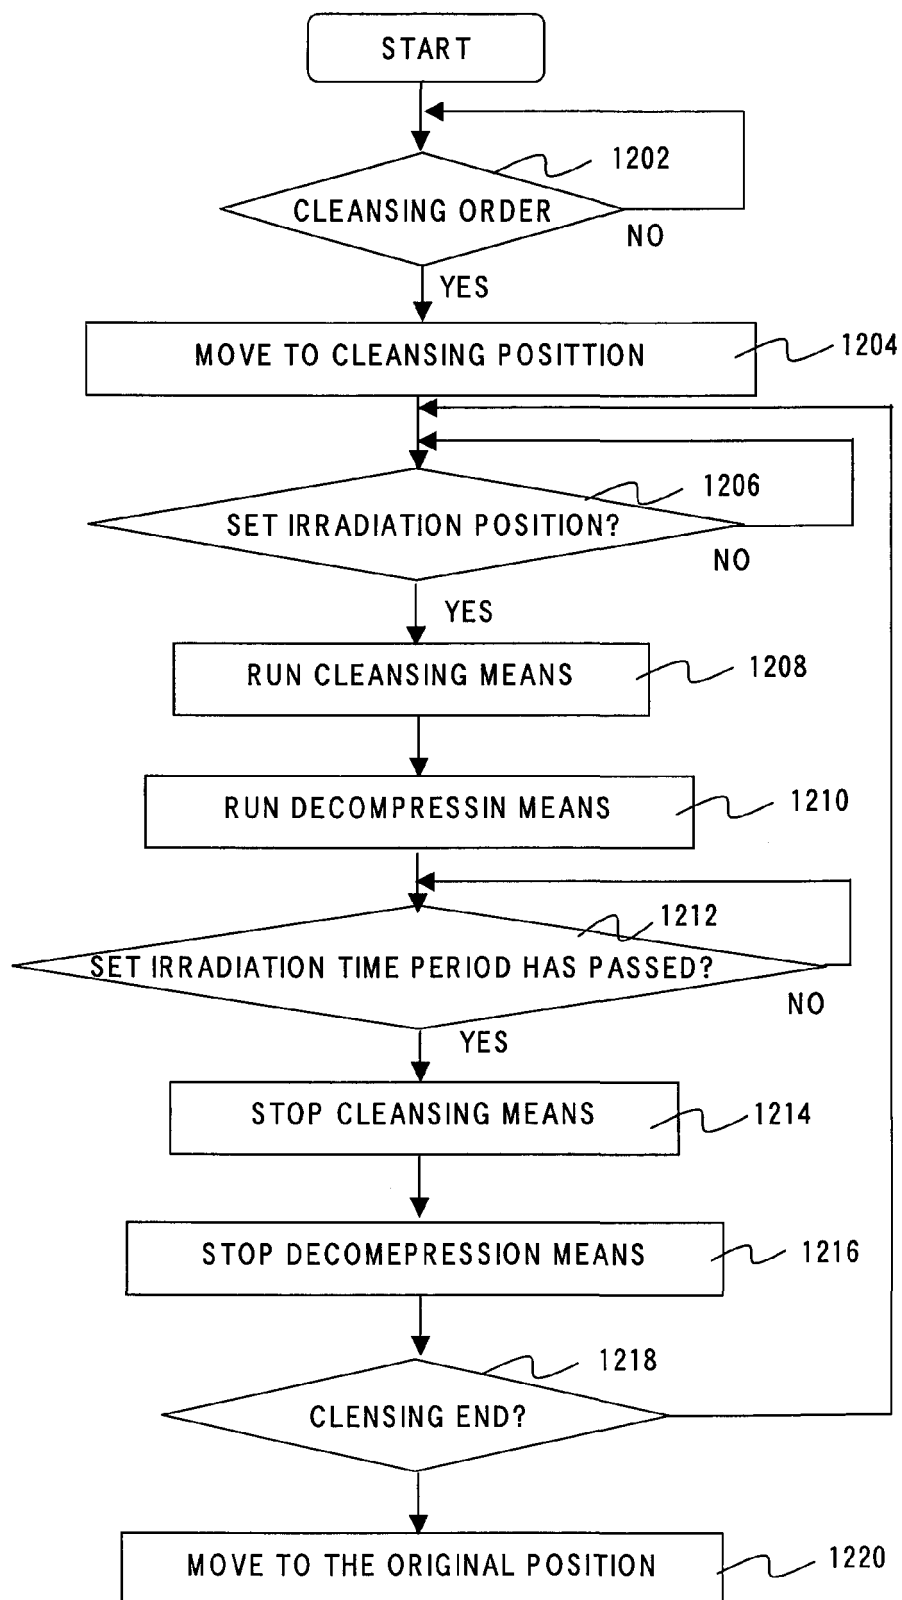 START
1202
CLEANSING ORDER
NO
YES
MOVE TO CLEANSING POSITTION
1204
1206
SET IRRADIATION POSITION?
NO
YES
RUN CLEANSING MEANS
1208
RUN DECOMPRESSIN MEANS
1210
1212
SET IRRADIATION TIME PERIOD HAS PASSED?
NO
YES
STOP CLEANSING MEANS
1214
STOP DECOMEPRESSION MEANS
1216
1218
CLENSING END?
MOVE TO THE ORIGINAL POSITION
1220